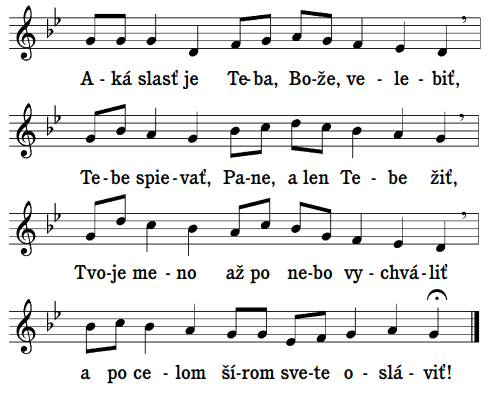 A - ká slasť je Te-ba, Bo-že, ve - le - biť,
Te-be spie-vať, Pa-ne, a len Te - be žiť,
Tvo-je me - no až po ne-bo vy-chvá-liť
a po ce - lom ší-rom sve-te o - slá - viť!